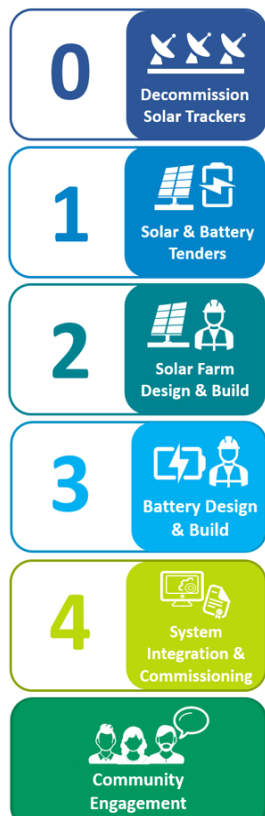 0
Decommission
Solar Trackers
1
Solar & Battery
Tenders
2
Solar Farm
Design & Build
3
Battery Design
& Build
4
System
Integration &
Commissioning
Community
Engagement